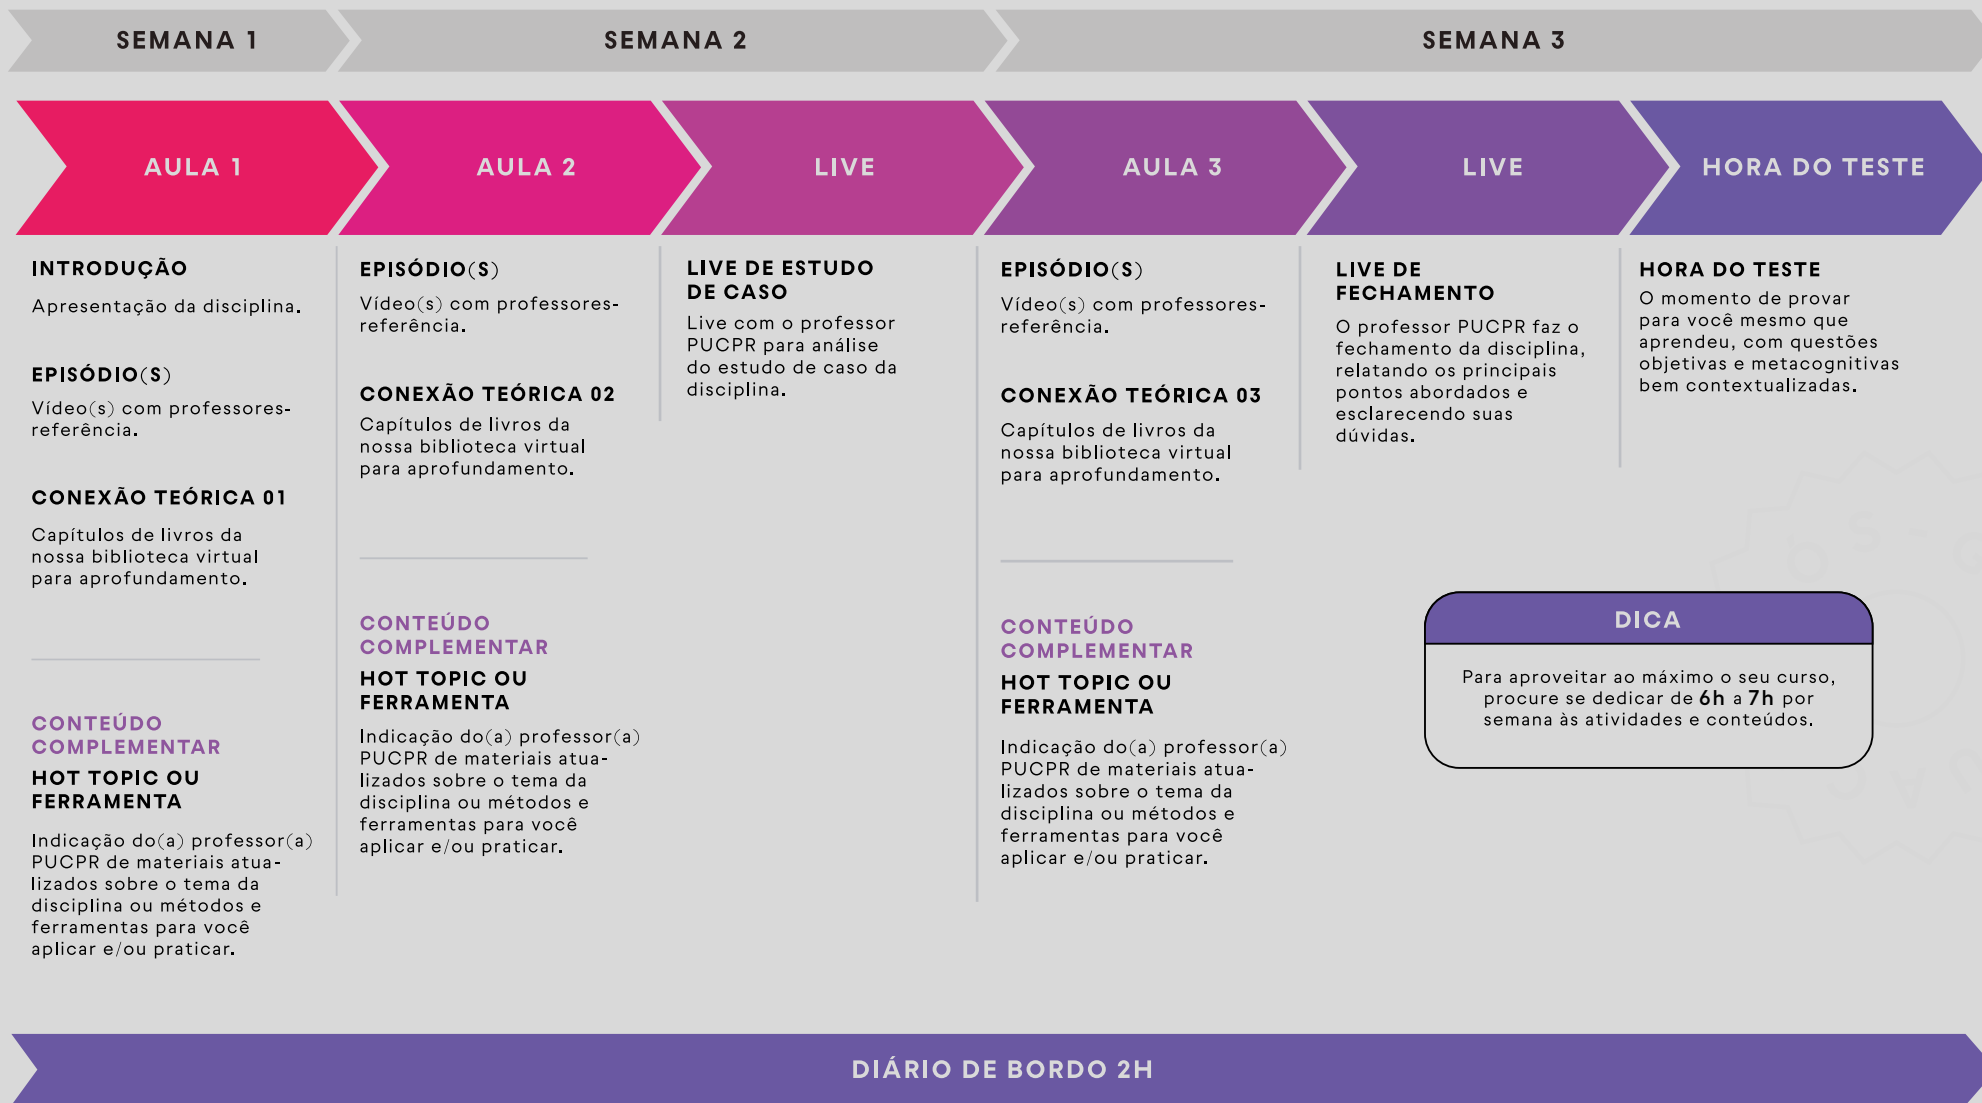 SEMANA 1
SEMANA 2
SEMANA 3
AULA 1
AULA 2
LIVE
AULA 3
LIVE
HORA DO TESTE
INTRODUÇÃO
Apresentação da disciplina.
EPISÓDIO(S)
Vídeo(s) com professores-
referência.
CONEXÃO TEÓRICA 01
Capítulos de livros da
nossa biblioteca virtual
para aprofundamento.
CONTEÚDO
COMPLEMENTAR
HOT TOPIC OU
FERRAMENTA
Indicação do(a) professor(a)
PUCPR de materiais atua-
lizados sobre o tema da
disciplina ou métodos e
ferramentas para você
aplicar e/ou praticar.
EPISÓDIO(S)
Vídeo(s) com professores-
referência.
CONEXÃO TEÓRICA 02
Capítulos de livros da
nossa biblioteca virtual
para aprofundamento.
CONTEÚDO
COMPLEMENTAR
HOT TOPIC OU
FERRAMENTA
Indicação do(a) professor(a)
PUCPR de materiais atua-
lizados sobre o tema da
disciplina ou métodos e
ferramentas para você
aplicar e/ou praticar.
LIVE DE ESTUDO
DE CASO
Live com o professor
PUCPR para análise
do estudo de caso da
disciplina.
EPISÓDIO(S)
Vídeo(s) com professores-
referência.
CONEXÃO TEÓRICA 03
Capítulos de livros da
nossa biblioteca virtual
para aprofundamento.
CONTEÚDO
COMPLEMENTAR
HOT TOPIC OU
FERRAMENTA
Indicação do(a) professor(a)
PUCPR de materiais atua-
lizados sobre o tema da
disciplina ou métodos e
ferramentas para você
aplicar e/ou praticar.
LIVE DE
FECHAMENTO
O professor PUCPR faz o
fechamento da disciplina,
relatando os principais
pontos abordados e
esclarecendo suas
dúvidas.
HORA DO TESTE
O momento de provar
para você mesmo que
aprendeu, com questões
objetivas e metacognitivas
bem contextualizadas.
DICA
Para aproveitar ao máximo o seu curso,
procure se dedicar de 6h a 7h por
semana às atividades e conteúdos.
DIÁRIO DE BORDO 2H